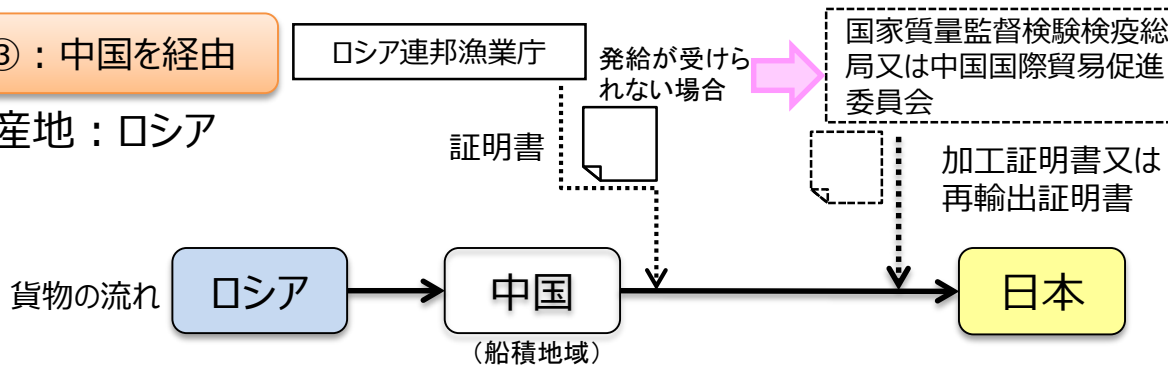 ③：中国を経由
産地：ロシア
ロシア連邦漁業庁
発給が受けら
れない場合
国家質量監督検験検疫総
局又は中国国際貿易促進
委員会
証明書
加工証明書又は
再輸出証明書
貨物の流れ
ロシア
中国
日本
（船積地域）